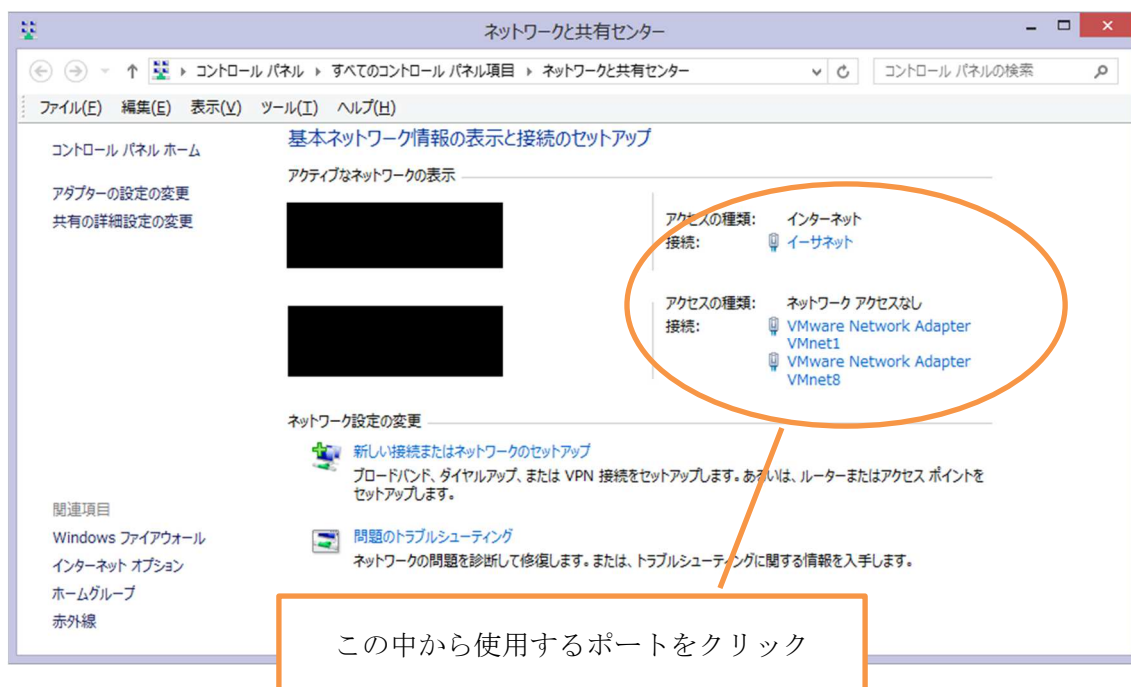 ネットワークと共有センター
コントロール パネル ▸ すべてのコントロール パネル項目 ▸ ネットワークと共有センター
コントロール パネルの検索
ファイル(F) 編集(E) 表示(V) ツール(T) ヘルプ(H)
コントロール パネル ホーム
アダプターの設定の変更
共有の詳細設定の変更
基本ネットワーク情報の表示と接続のセットアップ
アクティブなネットワークの表示
アクセスの種類: インターネット
接続: イーサネット
アクセスの種類: ネットワーク アクセスなし
接続: VMware Network Adapter
VMnet1
VMware Network Adapter
VMnet8
ネットワーク設定の変更
新しい接続またはネットワークのセットアップ
ブロードバンド、ダイヤルアップ、または VPN 接続をセットアップします。あるいは、ルーターまたはアクセス ポイントを
セットアップします。
問題のトラブルシューティング
ネットワークの問題を診断して修復します。または、トラブルシューティングに関する情報を入手します。
関連項目
Windows ファイアウォール
インターネット オプション
ホームグループ
赤外線
この中から使用するポートをクリック